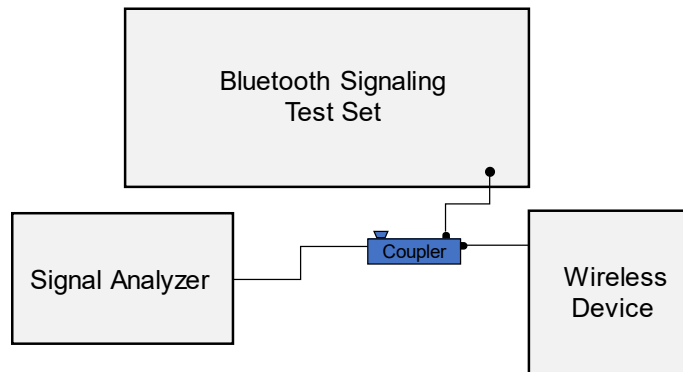 Bluetooth Signaling
Test Set
Signal Analyzer
Coupler
Wireless
Device